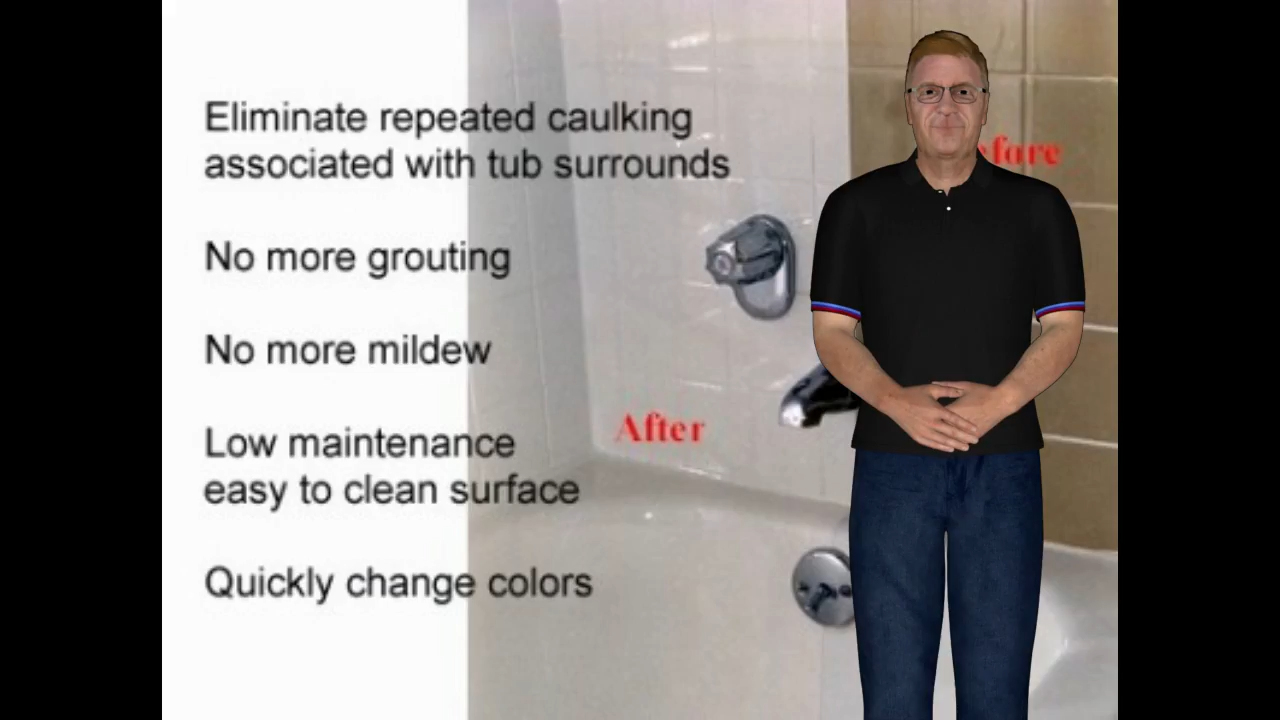 Eliminate repeated caulking
associated with tub surrounds
No more grouting
No more mildew
After
Low maintenance
easy to clean surface
Quickly change colors